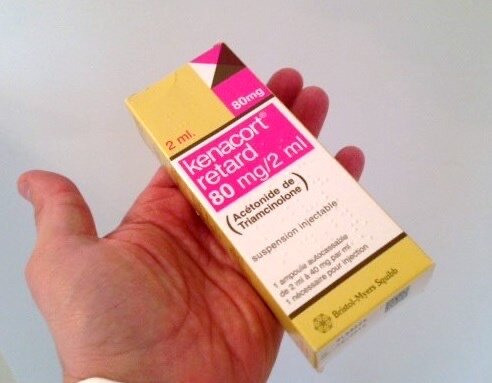 80mg
2 ml.
kenacort®
retard
80 mg/2 ml
(Acétonide de
Triamcinolone)
suspension injectable
1 ampoule autocassable
de 2 ml à 40 mg par ml
1 nécessaire pour injection
Bristol-Myers Squibb